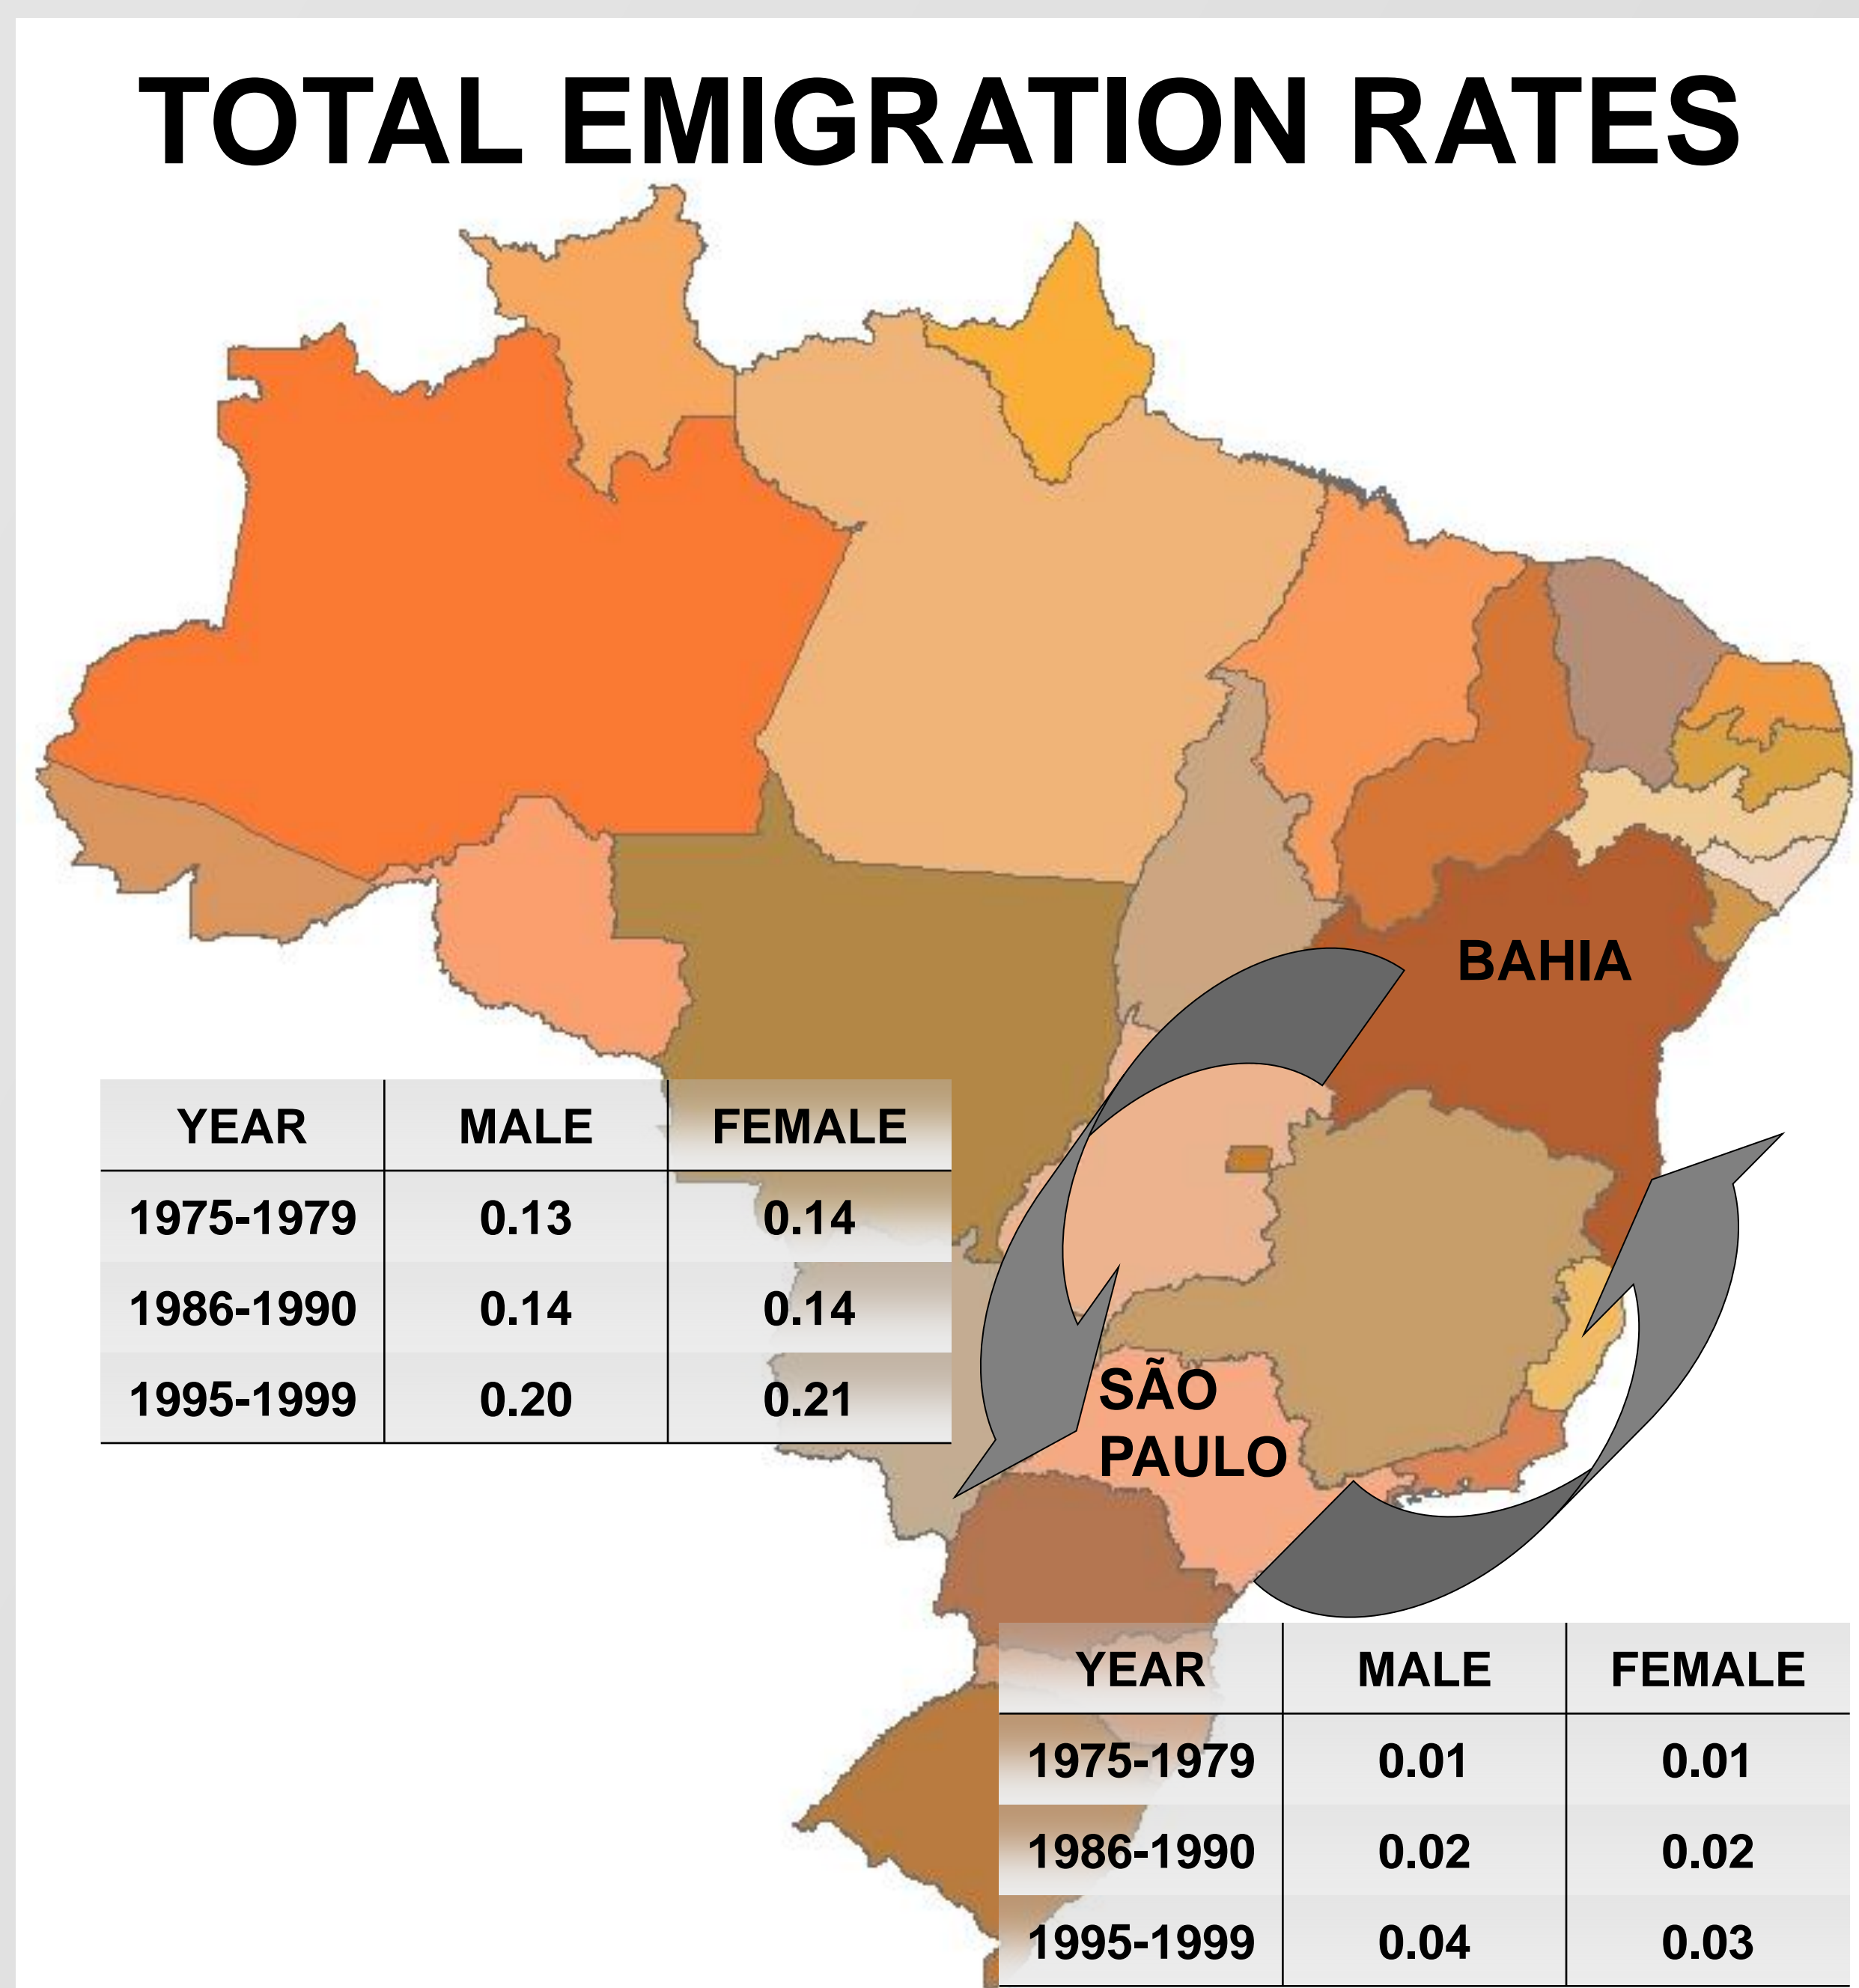 TOTAL EMIGRATION RATES
BAHIA
YEAR MALE FEMALE
1975-1979 0.13 0.14
1986-1990 0.14 0.14
1995-1999 0.20 0.21
SÃO
PAULO
YEAR MALE FEMALE
1975-1979 0.01 0.01
1986-1990 0.02 0.02
1995-1999 0.04 0.03